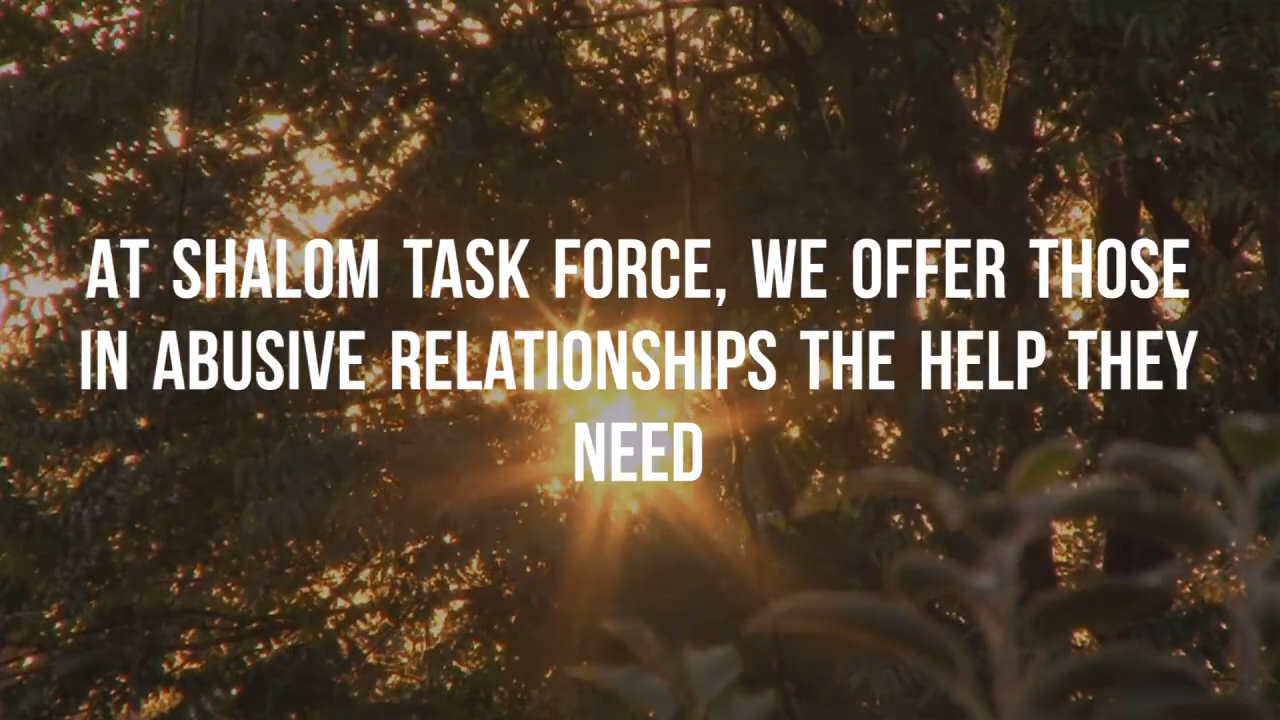 AT SHALOM TASK FORCE, WE OFFER THOSE
IN ABUSIVE RELATIONSHIPS THE HELP THEY
NEED